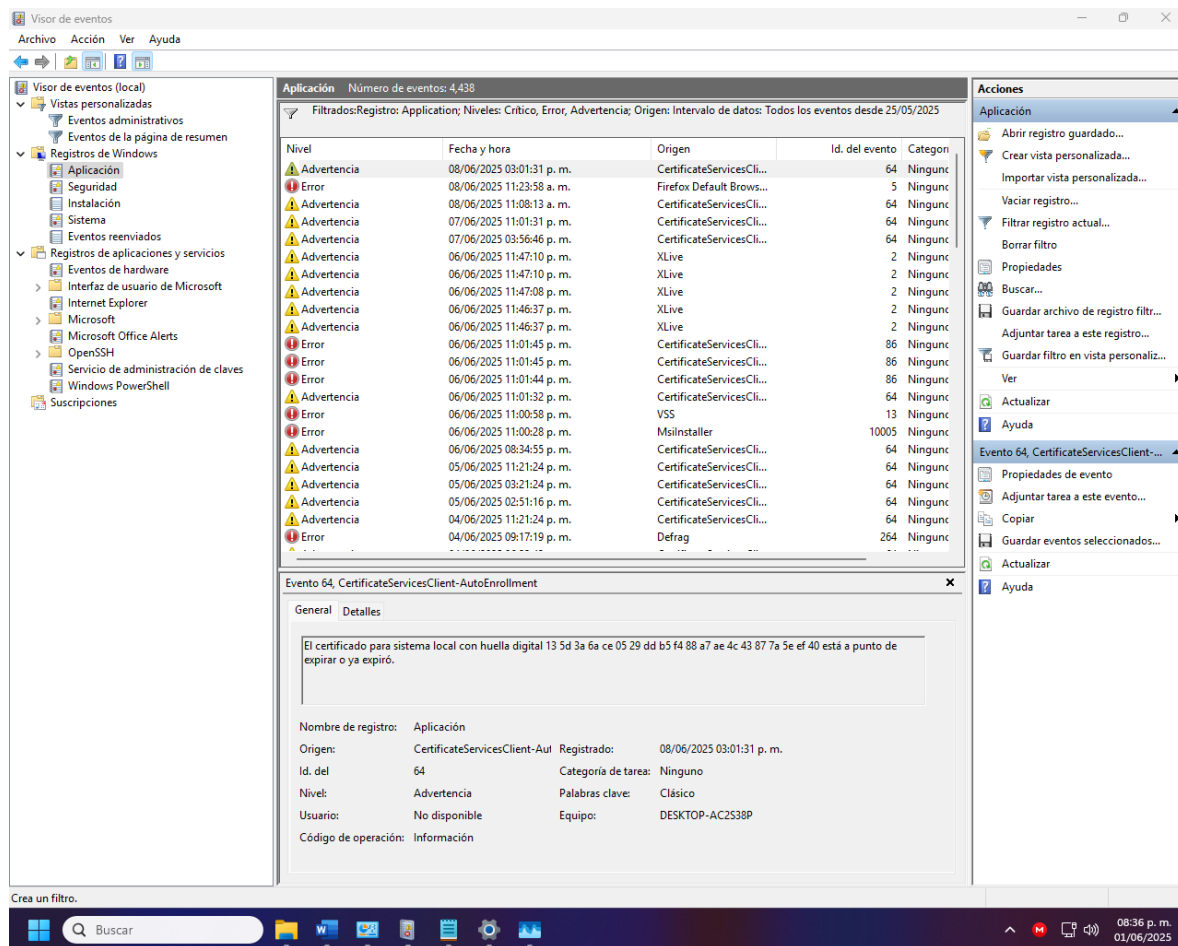 Visor de eventos
Archivo Acción Ver Ayuda
Visor de eventos (local)
Vistas personalizadas
Eventos administrativos
Eventos de la página de resumen
Registros de Windows
Aplicación
Seguridad
Instalación
Sistema
Eventos reenviados
Registros de aplicaciones y servicios
Eventos de hardware
Interfaz de usuario de Microsoft
Internet Explorer
Microsoft
Microsoft Office Alerts
OpenSSH
Servicio de administración de claves
Windows PowerShell
Suscripciones
Aplicación Número de eventos: 4,438
Filtrados:Registro: Application; Niveles: Crítico, Error, Advertencia; Origen: Intervalo de datos: Todos los eventos desde 25/05/2025
Nivel Fecha y hora Origen Id. del evento Categorí
Advertencia 08/06/2025 03:01:31 p. m. CertificateServicesCli... 64 Ninguno
Error 08/06/2025 11:23:58 a. m. Firefox Default Brows... 5 Ninguno
Advertencia 08/06/2025 11:08:13 a. m. CertificateServicesCli... 64 Ninguno
Advertencia 07/06/2025 11:01:31 p. m. CertificateServicesCli... 64 Ninguno
Advertencia 07/06/2025 03:56:46 p. m. CertificateServicesCli... 64 Ninguno
Advertencia 06/06/2025 11:47:10 p. m. XLive 2 Ninguno
Advertencia 06/06/2025 11:47:10 p. m. XLive 2 Ninguno
Advertencia 06/06/2025 11:47:08 p. m. XLive 2 Ninguno
Advertencia 06/06/2025 11:46:37 p. m. XLive 2 Ninguno
Advertencia 06/06/2025 11:46:37 p. m. XLive 2 Ninguno
Error 06/06/2025 11:01:45 p. m. CertificateServicesCli... 86 Ninguno
Error 06/06/2025 11:01:45 p. m. CertificateServicesCli... 86 Ninguno
Error 06/06/2025 11:01:44 p. m. CertificateServicesCli... 86 Ninguno
Advertencia 06/06/2025 11:01:32 p. m. CertificateServicesCli... 64 Ninguno
Error 06/06/2025 11:00:58 p. m. VSS 13 Ninguno
Error 06/06/2025 11:00:28 p. m. MsiInstaller 10005 Ninguno
Advertencia 06/06/2025 08:34:55 p. m. CertificateServicesCli... 64 Ninguno
Advertencia 05/06/2025 11:21:24 p. m. CertificateServicesCli... 64 Ninguno
Advertencia 05/06/2025 03:21:24 p. m. CertificateServicesCli... 64 Ninguno
Advertencia 05/06/2025 02:51:16 p. m. CertificateServicesCli... 64 Ninguno
Advertencia 04/06/2025 11:21:24 p. m. CertificateServicesCli... 64 Ninguno
Error 04/06/2025 09:17:19 p. m. Defrag 264 Ninguno
Evento 64, CertificateServicesClient-AutoEnrollment
General Detalles
El certificado para sistema local con huella digital 13 5d 3a 6a ce 05 29 dd b5 f4 88 a7 ae 4c 43 87 7a 5e ef 40 está a punto de
expirar o ya expiró.
Nombre de registro: Aplicación
Origen: CertificateServicesClient-Aut Registrado: 08/06/2025 03:01:31 p. m.
Id. del 64 Categoría de tarea: Ninguno
Nivel: Advertencia Palabras clave: Clásico
Usuario: No disponible Equipo: DESKTOP-AC2S38P
Código de operación: Información
Acciones
Aplicación
Abrir registro guardado...
Crear vista personalizada...
Importar vista personalizada...
Vaciar registro...
Filtrar registro actual...
Borrar filtro
Propiedades
Buscar...
Guardar archivo de registro filtr...
Adjuntar tarea a este registro...
Guardar filtro en vista personaliz...
Ver
Actualizar
Ayuda
Evento 64, CertificateServicesClient-...
Propiedades de evento
Adjuntar tarea a este evento...
Copiar
Guardar eventos seleccionados...
Actualizar
Ayuda
Crea un filtro.
Buscar
08:36 p. m.
01/06/2025